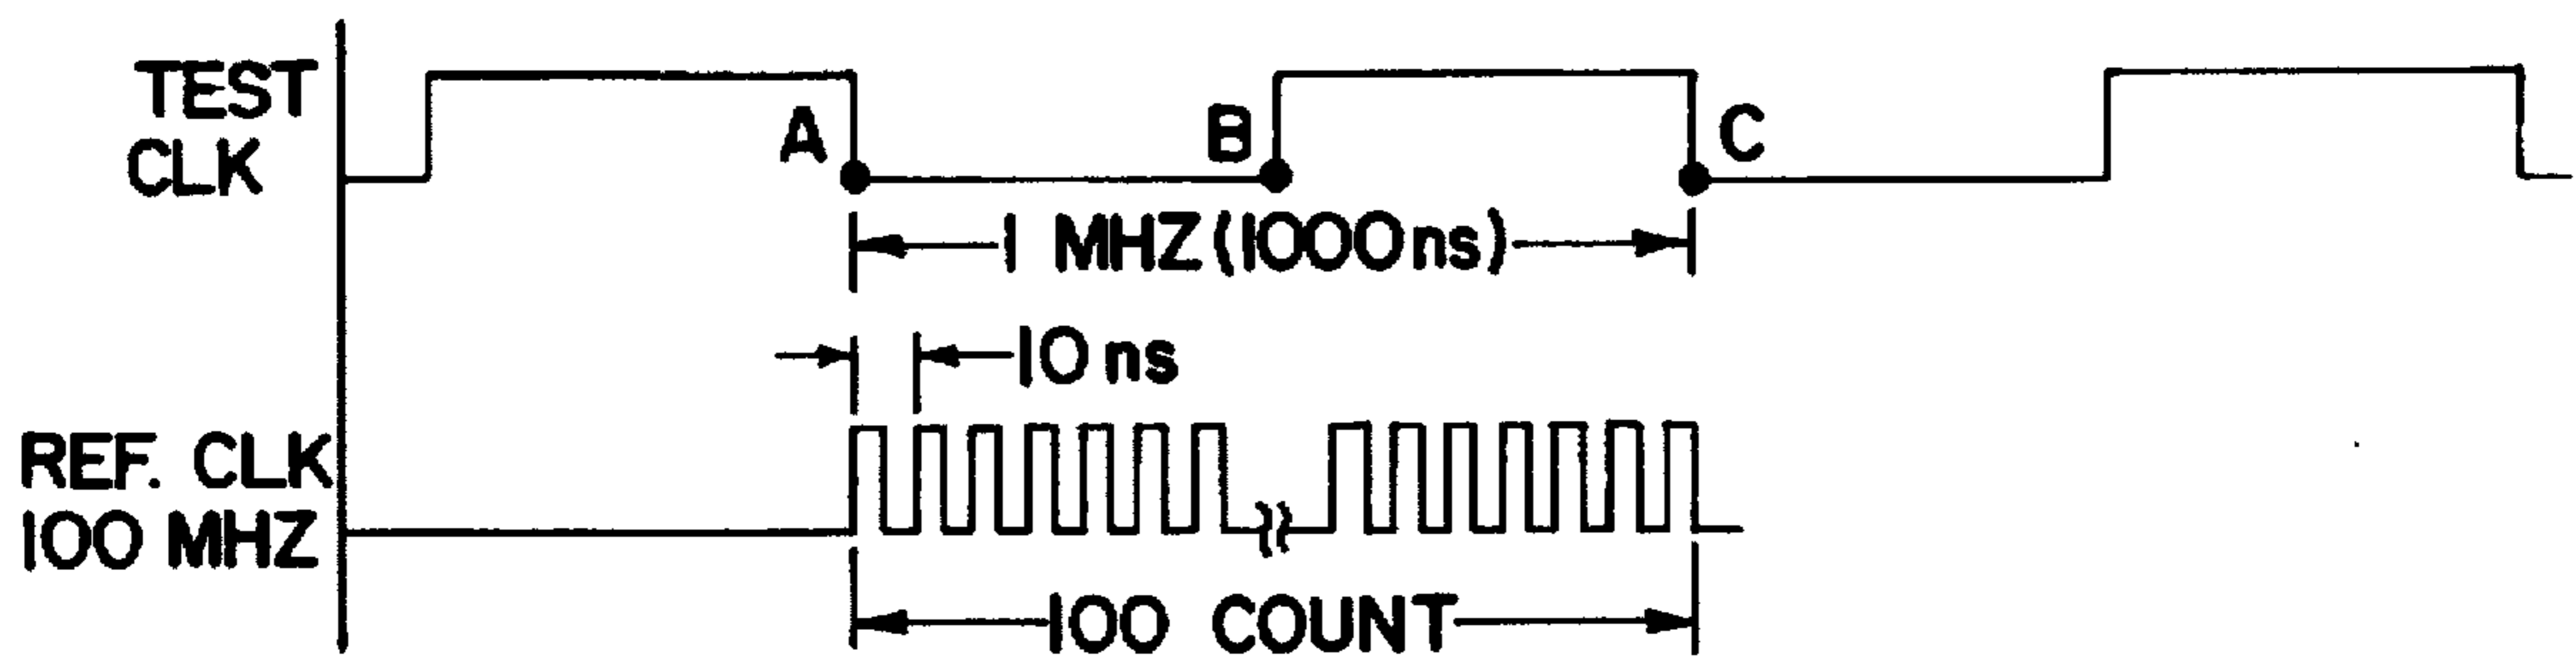 TEST
CLK
A
B
C
1 MHZ (1000ns)
10 ns
REF. CLK
100 MHZ
100 COUNT